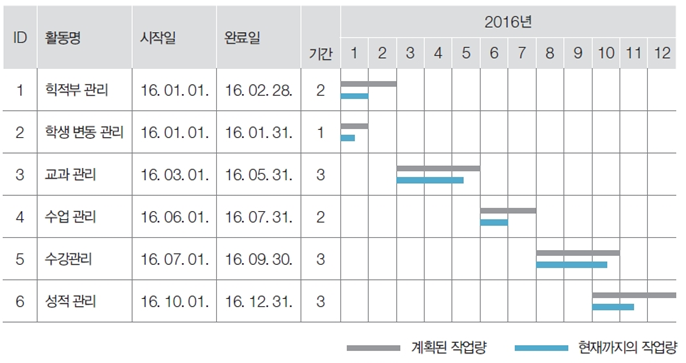 ID 활동명 시작일 완료일 기간 2016년
1 2 3 4 5 6 7 8 9 10 11 12
1 힉적부 관리 16. 01. 01. 16. 02. 28. 2
2 학생 변동 관리 16. 01. 01. 16. 01. 31. 1
3 교과 관리 16. 03. 01. 16. 05. 31. 3
4 수업 관리 16. 06. 01. 16. 07. 31. 2
5 수강관리 16. 07. 01. 16. 09. 30. 3
6 성적 관리 16. 10. 01. 16. 12. 31. 3
계획된 작업량 현재까지의 작업량